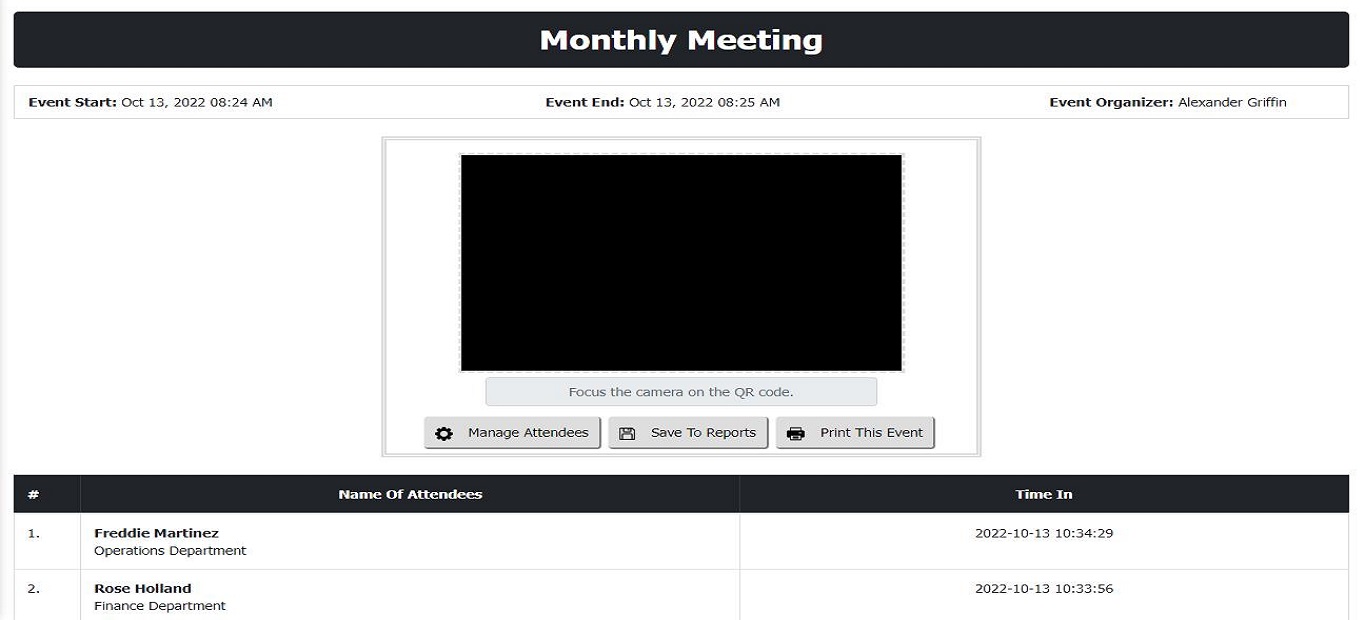 Monthly Meeting
Event Start: Oct 13, 2022 08:24 AM
Event End: Oct 13, 2022 08:25 AM
Event Organizer: Alexander Griffin
Focus the camera on the QR code.
Manage Attendees
Save To Reports
Print This Event
# Name Of Attendees Time In
1. Freddie Martinez 2022-10-13 10:34:29
Operations Department
2. Rose Holland 2022-10-13 10:33:56
Finance Department